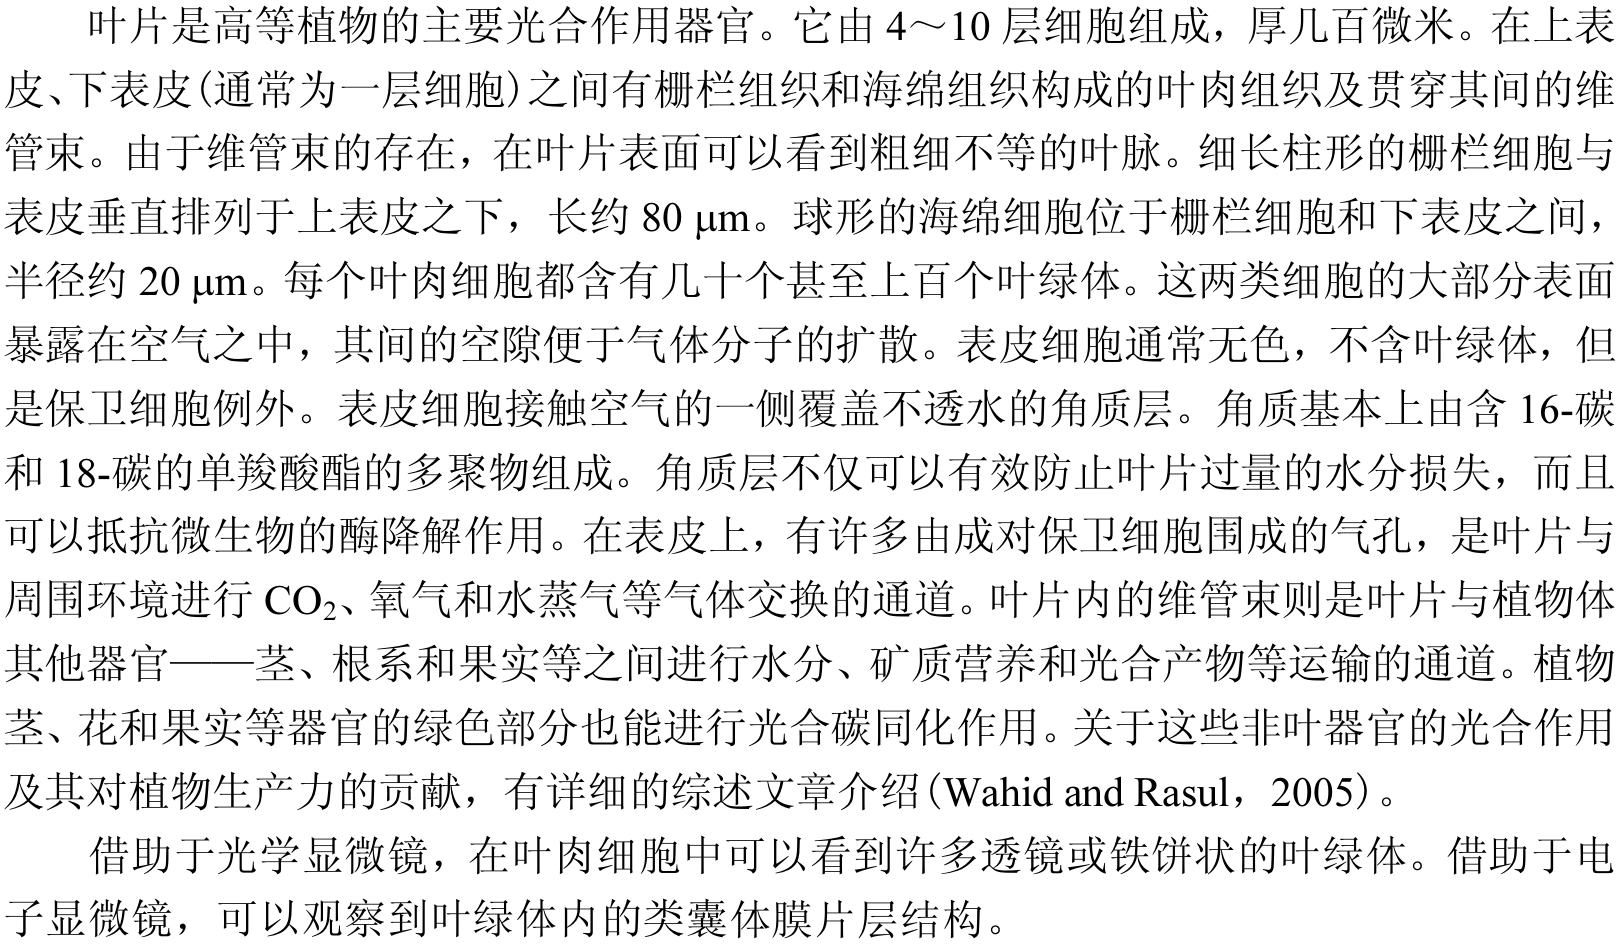 叶片是高等植物的主要光合作用器官。它由 4～10 层细胞组成，厚几百微米。在上表
皮、下表皮(通常为一层细胞)之间有栅栏组织和海绵组织构成的叶肉组织及贯穿其间的维
管束。由于维管束的存在，在叶片表面可以看到粗细不等的叶脉。细长柱形的栅栏细胞与
表皮垂直排列于上表皮之下，长约 80 μm。球形的海绵细胞位于栅栏细胞和下表皮之间，
半径约 20 μm。每个叶肉细胞都含有几十个甚至上百个叶绿体。这两类细胞的大部分表面
暴露在空气之中，其间的空隙便于气体分子的扩散。表皮细胞通常无色，不含叶绿体，但
是保卫细胞例外。表皮细胞接触空气的一侧覆盖不透水的角质层。角质基本上由含 16-碳
和 18-碳的单羧酸酯的多聚物组成。角质层不仅可以有效防止叶片过量的水分损失，而且
可以抵抗微生物的酶降解作用。在表皮上，有许多由成对保卫细胞围成的气孔，是叶片与
周围环境进行 CO₂、氧气和水蒸气等气体交换的通道。叶片内的维管束则是叶片与植物体
其他器官——茎、根系和果实等之间进行水分、矿质营养和光合产物等运输的通道。植物
茎、花和果实等器官的绿色部分也能进行光合碳同化作用。关于这些非叶器官的光合作用
及其对植物生产力的贡献，有详细的综述文章介绍(Wahid and Rasul，2005)。
借助于光学显微镜，在叶肉细胞中可以看到许多透镜或铁饼状的叶绿体。借助于电
子显微镜，可以观察到叶绿体内的类囊体膜片层结构。